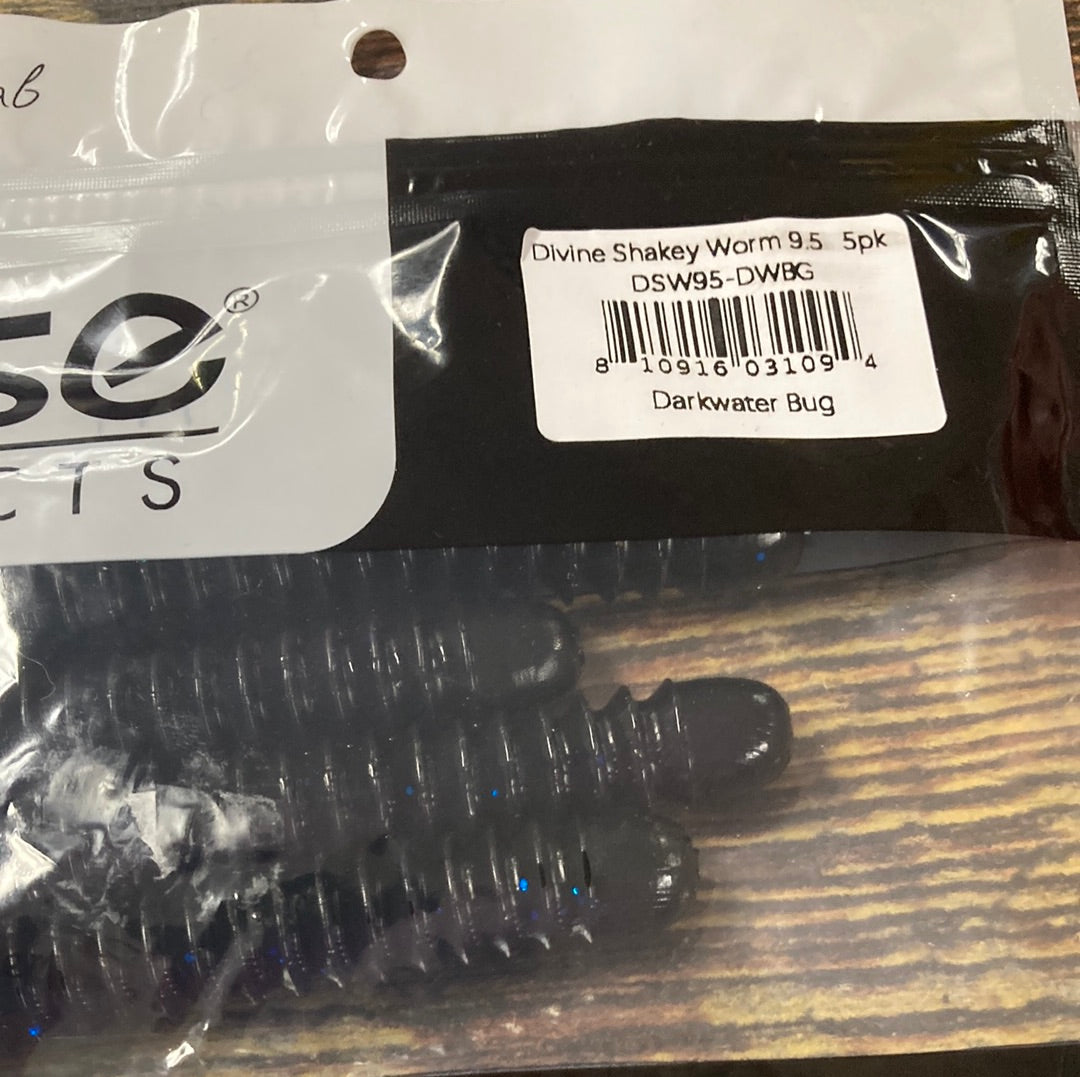 Divine Shakey Worm 9.5 5pk
DSW95-DWBG
8 10916 03109 4
Darkwater Bug
®
CTS